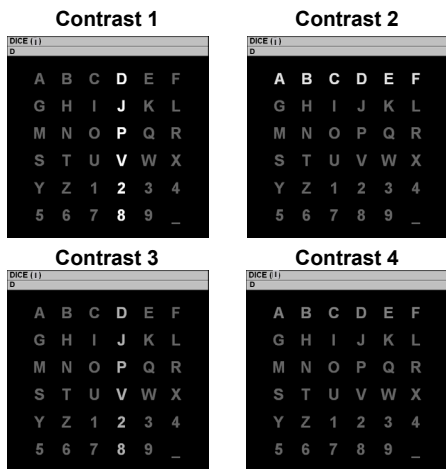 Contrast 1
DICE (I)
D
A B C D E F
G H I J K L
M N O P Q R
S T U V W X
Y Z 1 2 3 4
5 6 7 8 9 _
Contrast 2
DICE (I)
D
A B C D E F
G H I J K L
M N O P Q R
S T U V W X
Y Z 1 2 3 4
5 6 7 8 9 _
Contrast 3
DICE (I)
D
A B C D E F
G H I J K L
M N O P Q R
S T U V W X
Y Z 1 2 3 4
5 6 7 8 9 _
Contrast 4
DICE (I)
D
A B C D E F
G H I J K L
M N O P Q R
S T U V W X
Y Z 1 2 3 4
5 6 7 8 9 _